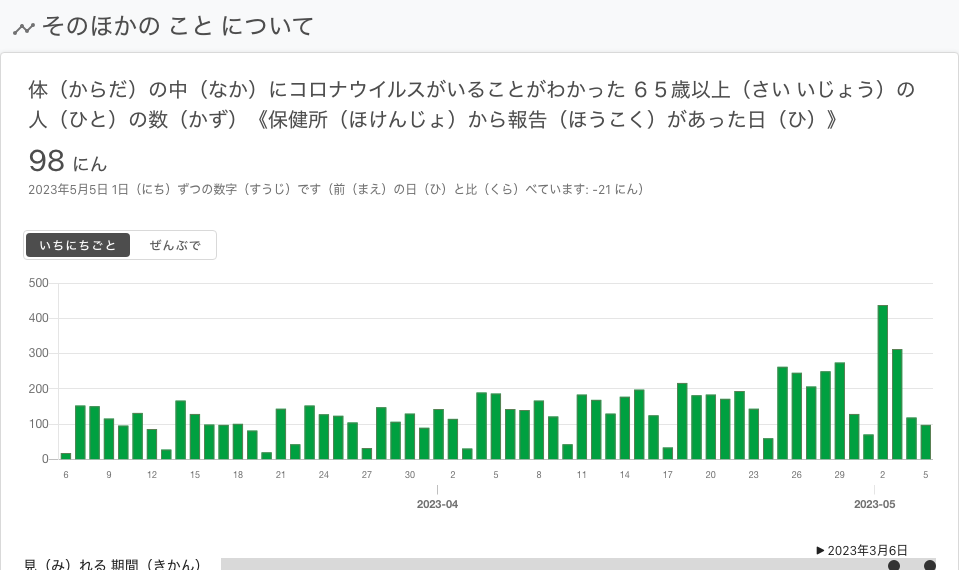 そのほかの こと について
体（からだ）の中（なか）にコロナウイルスがいることがわかった ６５歳以上（さい いじょう）の
人（ひと）の数（かず）《保健所（ほけんじょ）から報告（ほうこく）があった日（ひ）》
98 にん
2023年5月5日 1日（にち）ずつの数字（すうじ）です（前（まえ）の日（ひ）と比（くら）べています: -21 にん）
いちにちごと ぜんぶで
500
400
300
200
100
0
6 9 12 15 18 21 24 27 30 2 5 8 11 14 17 20 23 26 29 2 5
2023-04 2023-05
2023年3月6日
見（み）れる 期間（きかん）